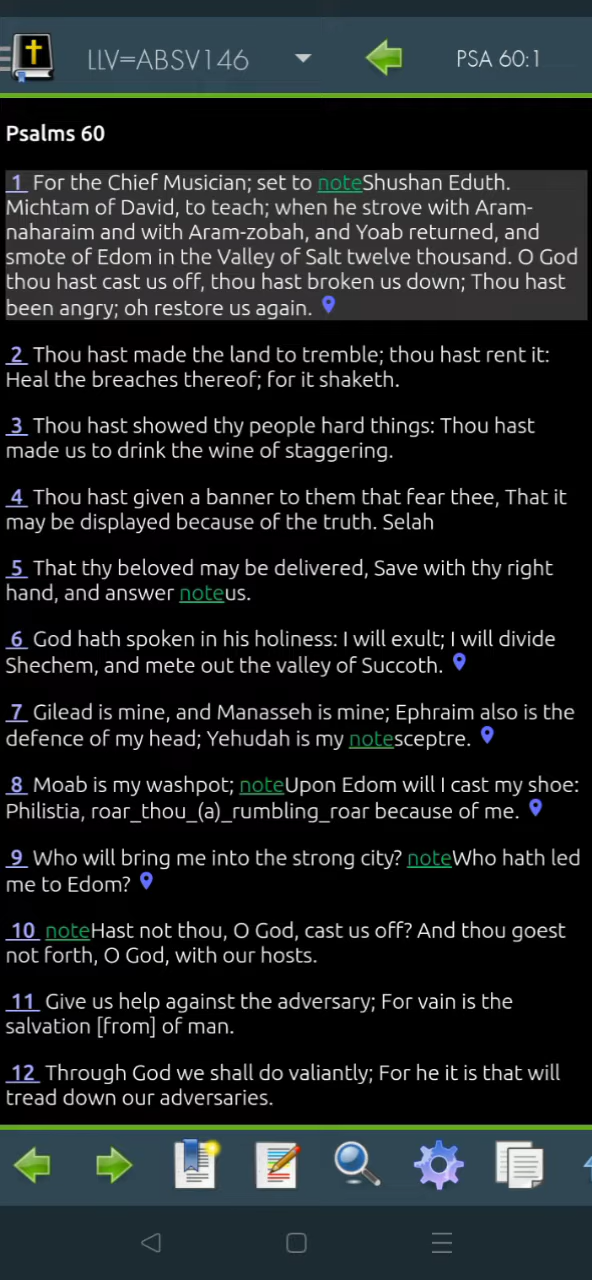 LLV=ABSV146
PSA 60:1
Psalms 60
1 For the Chief Musician; set to noteShushan Eduth.
Michtam of David, to teach; when he strove with Aram-
naharaim and with Aram-zobah, and Yoab returned, and
smote of Edom in the Valley of Salt twelve thousand. O God
thou hast cast us off, thou hast broken us down; Thou hast
been angry; oh restore us again.
2 Thou hast made the land to tremble; thou hast rent it:
Heal the breaches thereof; for it shaketh.
3 Thou hast showed thy people hard things: Thou hast
made us to drink the wine of staggering.
4 Thou hast given a banner to them that fear thee, That it
may be displayed because of the truth. Selah
5 That thy beloved may be delivered, Save with thy right
hand, and answer noteus.
6 God hath spoken in his holiness: I will exult; I will divide
Shechem, and mete out the valley of Succoth.
7 Gilead is mine, and Manasseh is mine; Ephraim also is the
defence of my head; Yehudah is my notesceptre.
8 Moab is my washpot; noteUpon Edom will I cast my shoe:
Philistia, roar_thou_(a)_rumbling_roar because of me.
9 Who will bring me into the strong city? noteWho hath led
me to Edom?
10 noteHast not thou, O God, cast us off? And thou goest
not forth, O God, with our hosts.
11 Give us help against the adversary; For vain is the
salvation [from] of man.
12 Through God we shall do valiantly; For he it is that will
tread down our adversaries.